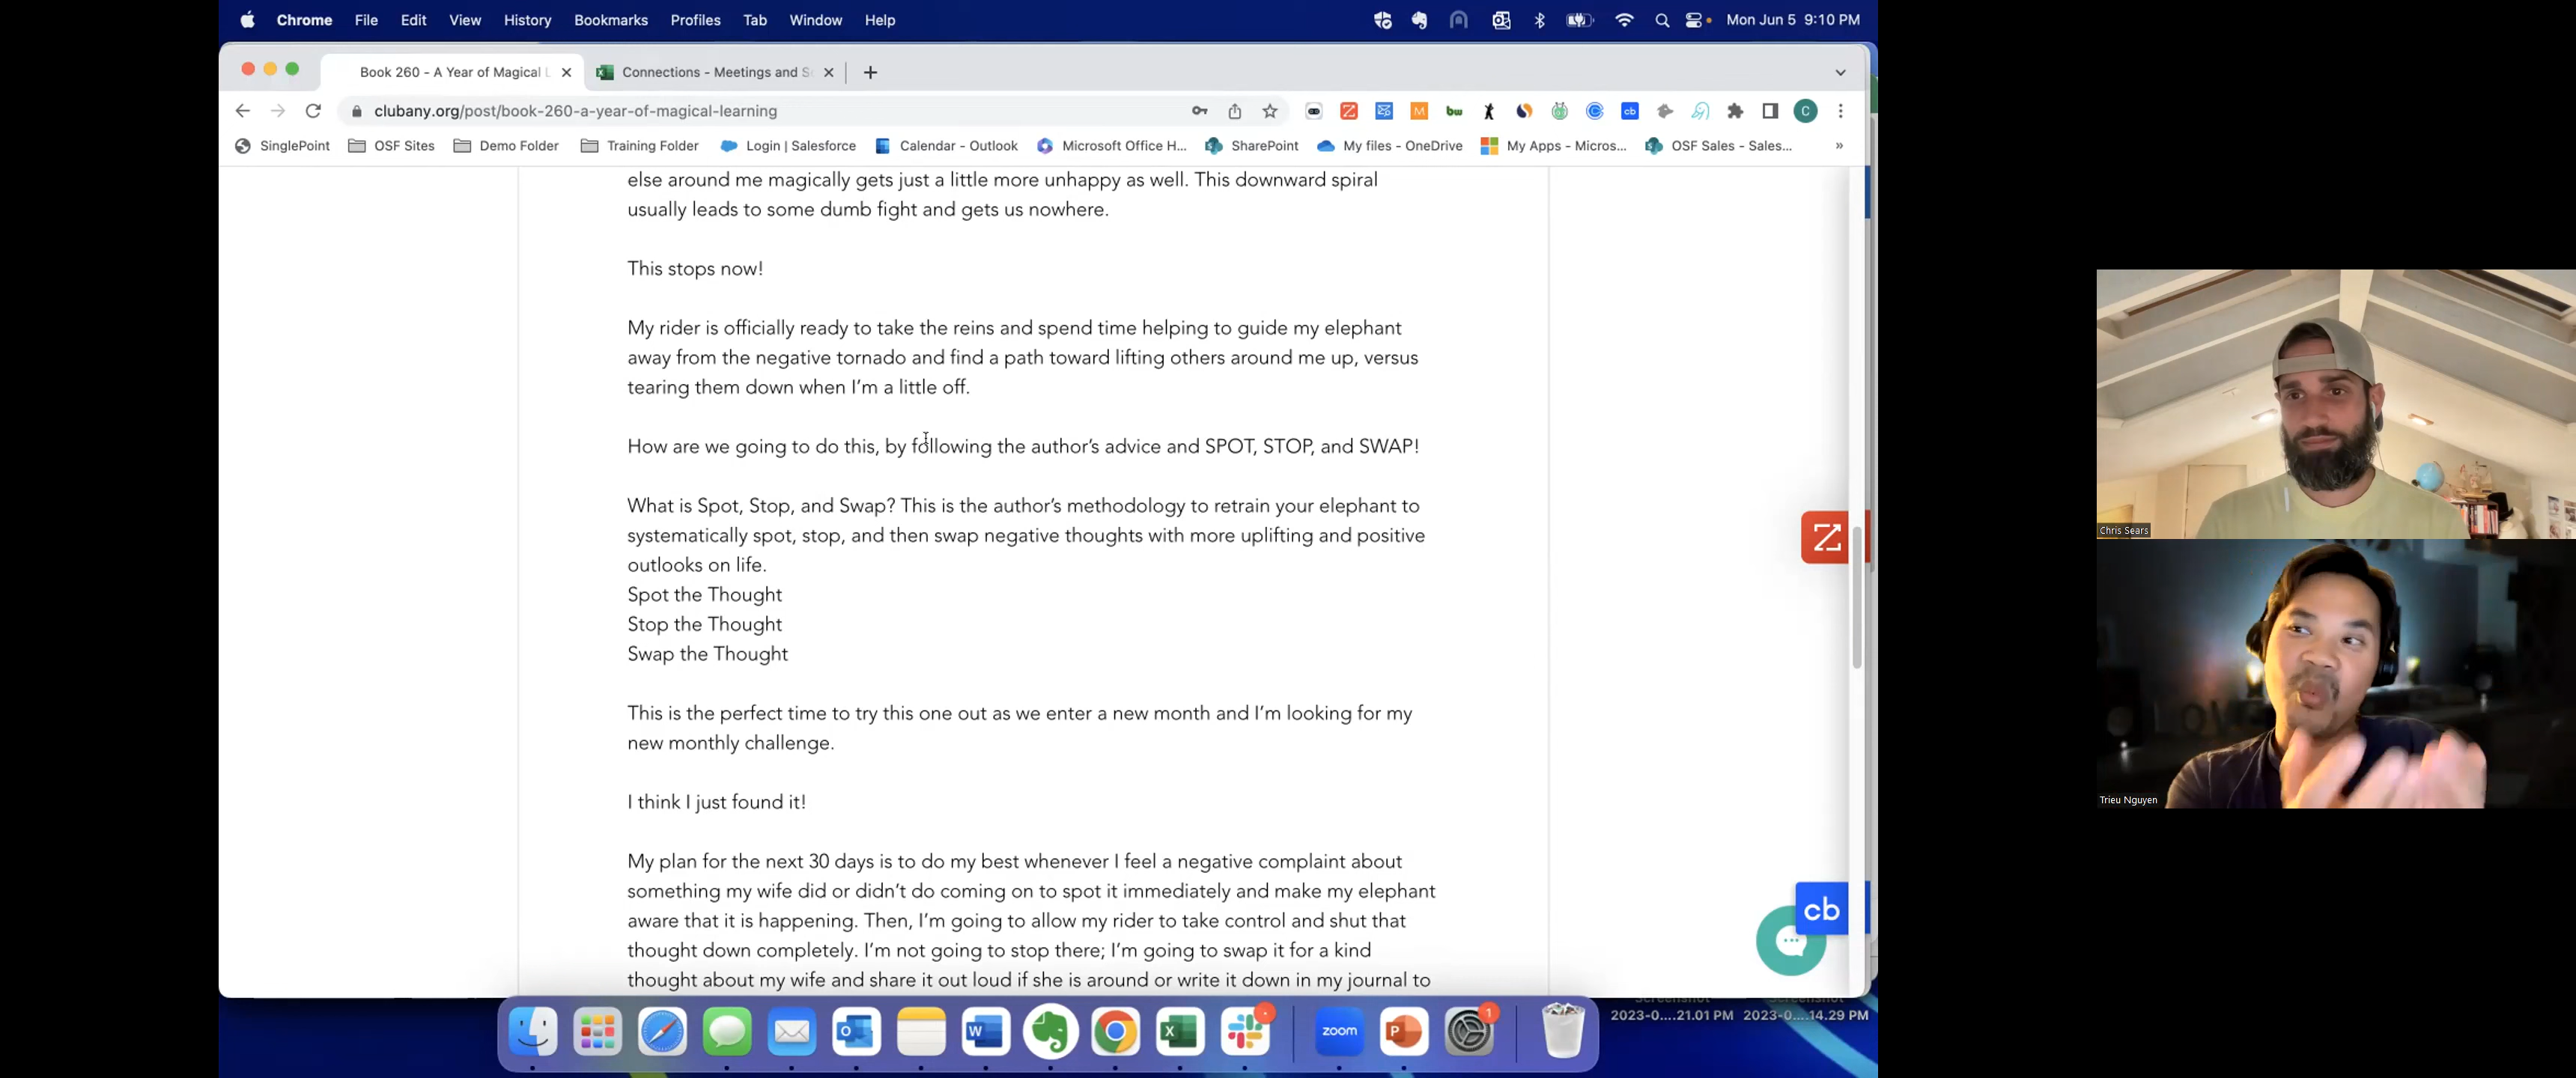 Chrome File Edit View History Bookmarks Profiles Tab Window Help
Mon Jun 5 9:10 PM
Book 260 - A Year of Magical L
Connections - Meetings and S
clubany.org/post/book-260-a-year-of-magical-learning
M bw cb C
SinglePoint OSF Sites Demo Folder Training Folder Login | Salesforce Calendar - Outlook Microsoft Office H... SharePoint My files - OneDrive My Apps - Micros... OSF Sales - Sales... »
else around me magically gets just a little more unhappy as well. This downward spiral
usually leads to some dumb fight and gets us nowhere.
This stops now!
My rider is officially ready to take the reins and spend time helping to guide my elephant
away from the negative tornado and find a path toward lifting others around me up, versus
tearing them down when I'm a little off.
How are we going to do this, by following the author's advice and SPOT, STOP, and SWAP!
What is Spot, Stop, and Swap? This is the author's methodology to retrain your elephant to
systematically spot, stop, and then swap negative thoughts with more uplifting and positive
outlooks on life.
Spot the Thought
Stop the Thought
Swap the Thought
This is the perfect time to try this one out as we enter a new month and I'm looking for my
new monthly challenge.
I think I just found it!
My plan for the next 30 days is to do my best whenever I feel a negative complaint about
something my wife did or didn't do coming on to spot it immediately and make my elephant
aware that it is happening. Then, I'm going to allow my rider to take control and shut that
thought down completely. I'm not going to stop there; I'm going to swap it for a kind
thought about my wife and share it out loud if she is around or write it down in my journal to
cb
Screenshot Screenshot
2023-0....21.01 PM 2023-0....14.29 PM
O W X zoom P 1
Chris Sears
Trieu Nguyen